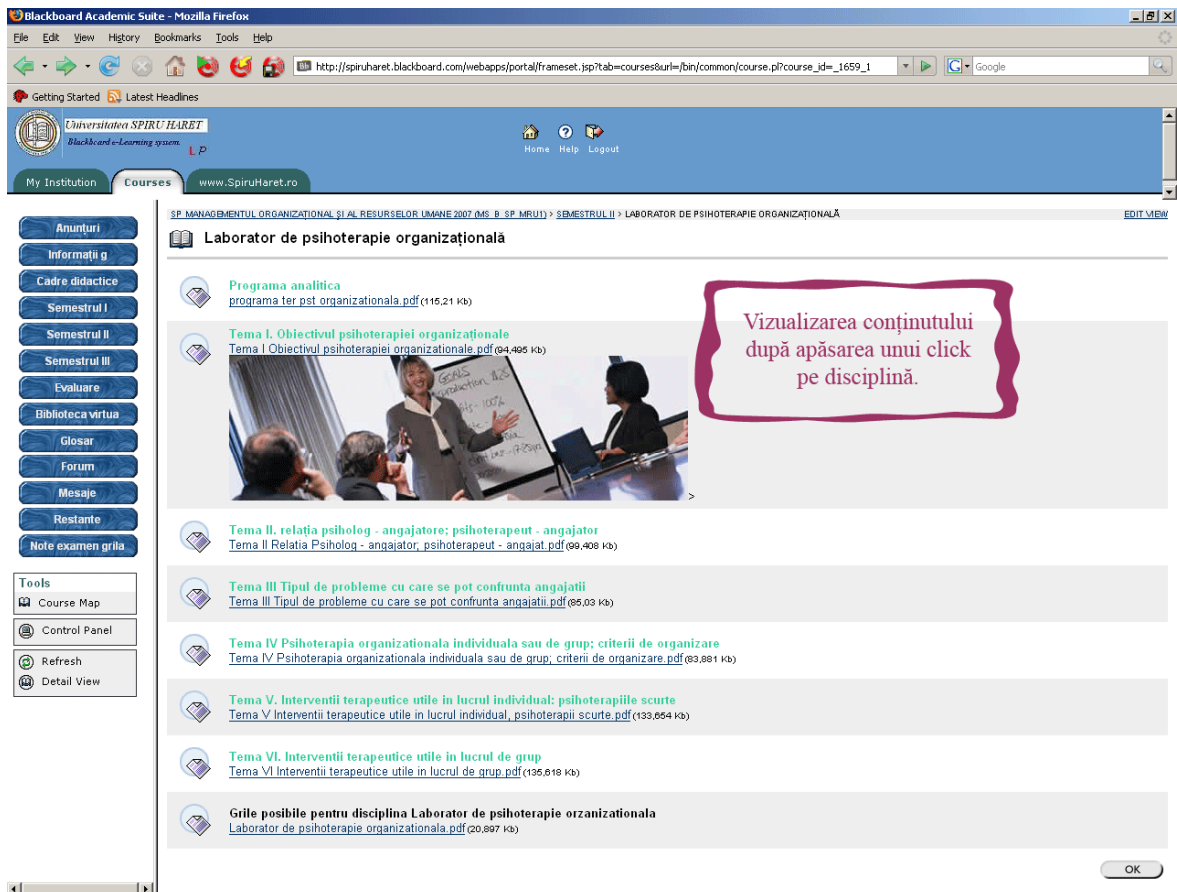 Blackboard Academic Suite - Mozilla Firefox
File Edit View History Bookmarks Tools Help
http://spiruharet.blackboard.com/webapps/portal/frameset.jsp?tab=courses&url=/bin/common/course.pl?course_id=_1659_1
Google
Getting Started Latest Headlines
Universitatea SPIRU HARET
Blackboard e-Learning system
L P
Home Help Logout
My Institution Courses www.SpiruHaret.ro
SP MANAGEMENTUL ORGANIZAŢIONAL ŞI AL RESURSELOR UMANE 2007 (MS_B_SP_MRU1) > SEMESTRUL II > LABORATOR DE PSIHOTERAPIE ORGANIZAŢIONALĂ
EDIT VIEW
Anunţuri
Informaţii g
Cadre didactice
Semestrul I
Semestrul II
Semestrul III
Evaluare
Biblioteca virtua
Glosar
Forum
Mesaje
Restante
Note examen grila
Tools
Course Map
Control Panel
Refresh
Detail View
Laborator de psihoterapie organizaţională
Programa analitica
programa ter pst organizationala.pdf (115,21 Kb)
Tema I. Obiectivul psihoterapiei organizaţionale
Tema I Obiectivul psihoterapiei organizationale.pdf (94,495 Kb)
GOALS
production
100%
>
Vizualizarea conţinutului
după apăsarea unui click
pe disciplină.
Tema II. relaţia psiholog - angajatore; psihoterapeut - angajator
Tema II Relatia Psiholog - angajator; psihoterapeut - angajat.pdf (99,408 Kb)
Tema III Tipul de probleme cu care se pot confrunta angajatii
Tema III Tipul de probleme cu care se pot confrunta angajatii.pdf (85,03 Kb)
Tema IV Psihoterapia organizationala individuala sau de grup; criterii de organizare
Tema IV Psihoterapia organizationala individuala sau de grup; criterii de organizare.pdf (83,881 Kb)
Tema V. Interventii terapeutice utile in lucrul individual: psihoterapiile scurte
Tema V Interventii terapeutice utile in lucrul individual, psihoterapii scurte.pdf (133,654 Kb)
Tema VI. Interventii terapeutice utile in lucrul de grup
Tema VI Interventii terapeutice utile in lucrul de grup.pdf (135,618 Kb)
Grile posibile pentru disciplina Laborator de psihoterapie orzanizationala
Laborator de psihoterapie organizationala.pdf (20,897 Kb)
OK